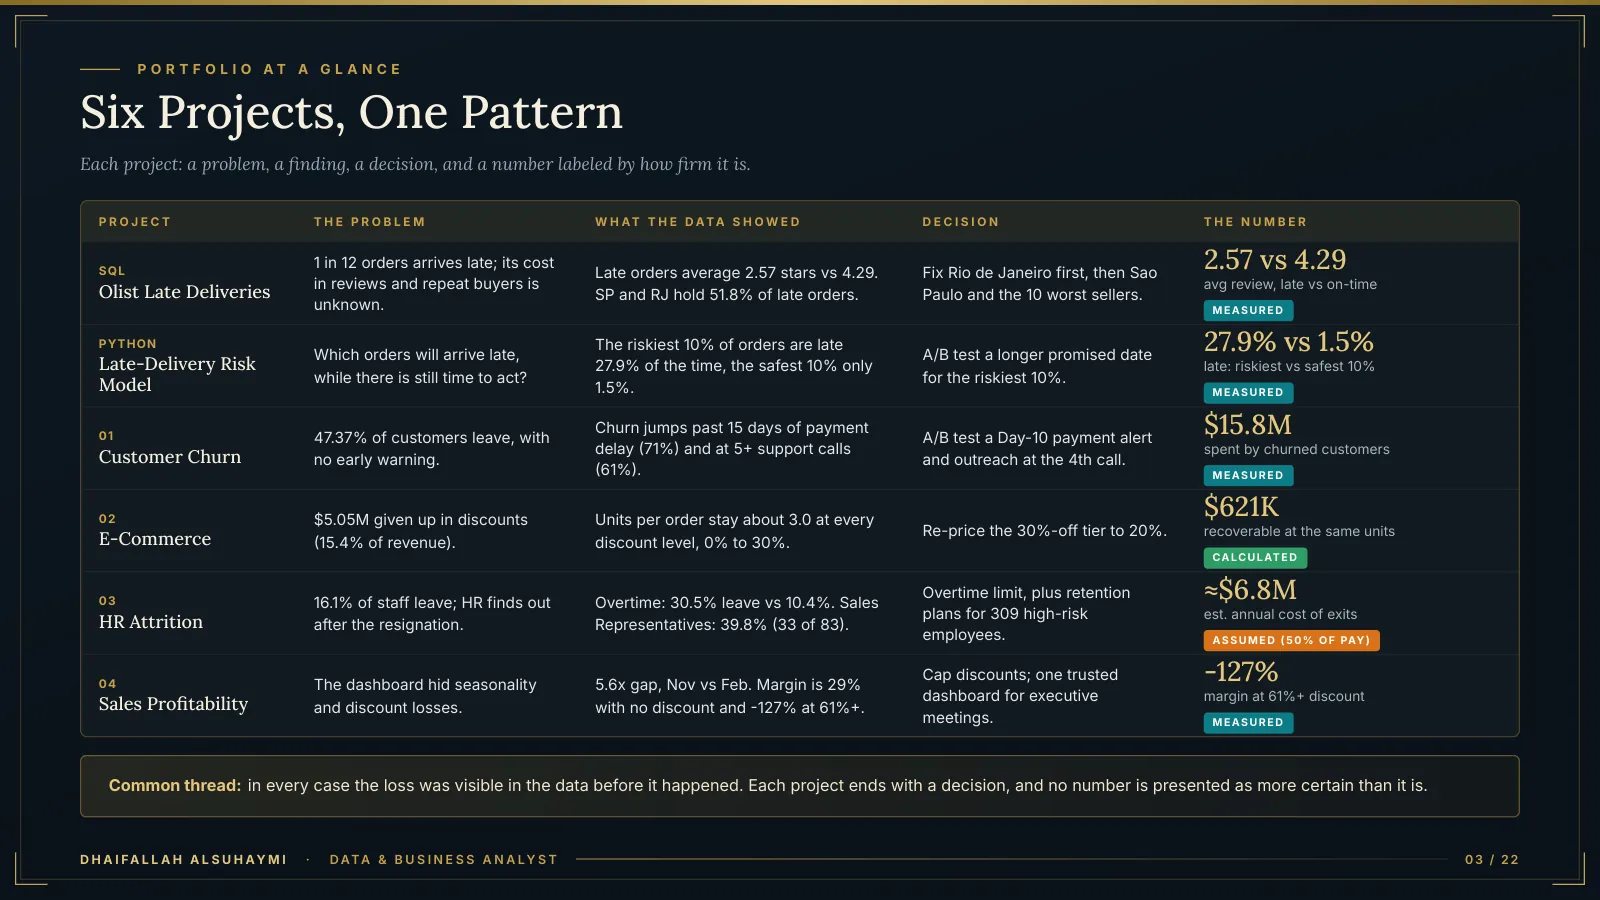 PORTFOLIO AT A GLANCE
Six Projects, One Pattern
Each project: a problem, a finding, a decision, and a number labeled by how firm it is.
PROJECT
THE PROBLEM
WHAT THE DATA SHOWED
DECISION
THE NUMBER
SQL
Olist Late Deliveries
1 in 12 orders arrives late; its cost
in reviews and repeat buyers is
unknown.
Late orders average 2.57 stars vs 4.29.
SP and RJ hold 51.8% of late orders.
Fix Rio de Janeiro first, then Sao
Paulo and the 10 worst sellers.
2.57 vs 4.29
avg review, late vs on-time
MEASURED
PYTHON
Late-Delivery Risk
Model
Which orders will arrive late,
while there is still time to act?
The riskiest 10% of orders are late
27.9% of the time, the safest 10% only
1.5%.
A/B test a longer promised date
for the riskiest 10%.
27.9% vs 1.5%
late: riskiest vs safest 10%
MEASURED
01
Customer Churn
47.37% of customers leave, with
no early warning.
Churn jumps past 15 days of payment
delay (71%) and at 5+ support calls
(61%).
A/B test a Day-10 payment alert
and outreach at the 4th call.
$15.8M
spent by churned customers
MEASURED
02
E-Commerce
$5.05M given up in discounts
(15.4% of revenue).
Units per order stay about 3.0 at every
discount level, 0% to 30%.
Re-price the 30%-off tier to 20%.
$621K
recoverable at the same units
CALCULATED
03
HR Attrition
16.1% of staff leave; HR finds out
after the resignation.
Overtime: 30.5% leave vs 10.4%. Sales
Representatives: 39.8% (33 of 83).
Overtime limit, plus retention
plans for 309 high-risk
employees.
≈$6.8M
est. annual cost of exits
ASSUMED (50% OF PAY)
04
Sales Profitability
The dashboard hid seasonality
and discount losses.
5.6x gap, Nov vs Feb. Margin is 29%
with no discount and -127% at 61%+.
Cap discounts; one trusted
dashboard for executive
meetings.
-127%
margin at 61%+ discount
MEASURED
Common thread: in every case the loss was visible in the data before it happened. Each project ends with a decision, and no number is presented as more certain than it is.
DHAIFALLAH ALSUHAYMI · DATA & BUSINESS ANALYST
03 / 22